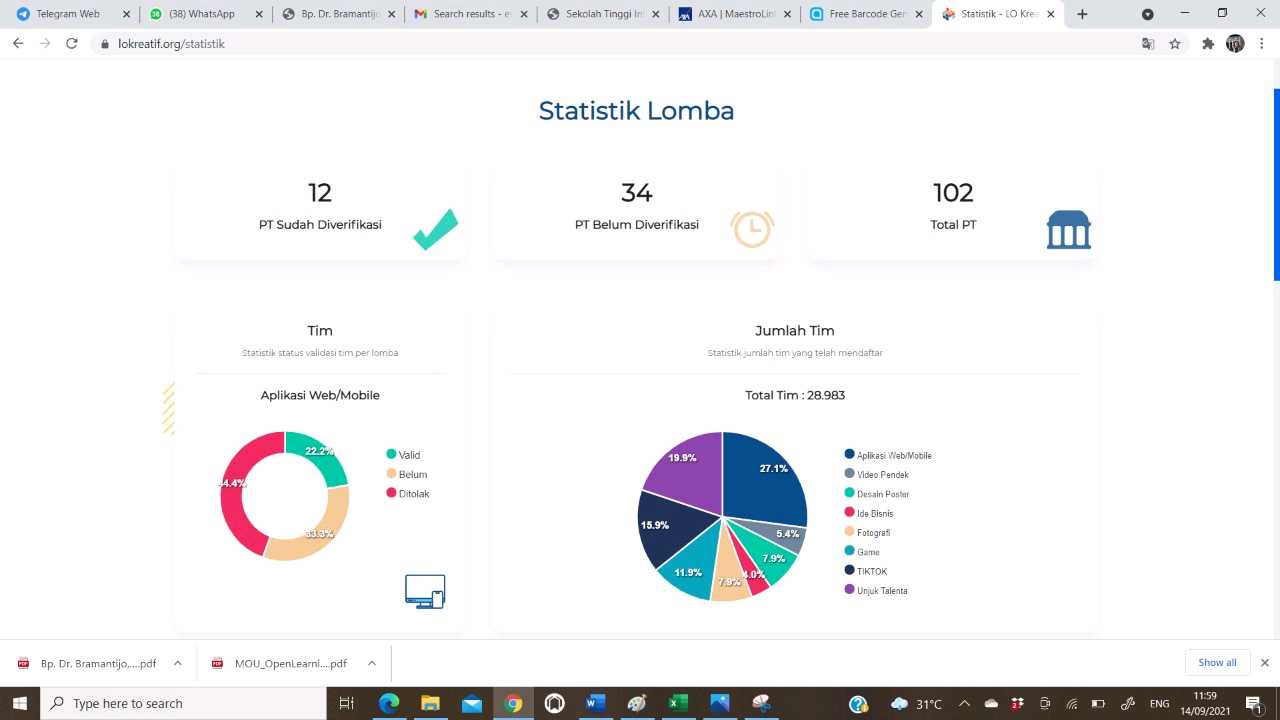 Telegram Web
(38) WhatsApp
Bp. Dr. Bramantijo
Search results - e
Sekolah Tinggi In
AXA | MaestroLin
Free Barcode Gen
Statistik - LO Krea
lokreatif.org/statistik
Statistik Lomba
12
PT Sudah Diverifikasi
34
PT Belum Diverifikasi
102
Total PT
Tim
Statistik status validasi tim per lomba
Aplikasi Web/Mobile
22.2%
33.3%
44.4%
Valid
Belum
Ditolak
Jumlah Tim
Statistik jumlah tim yang telah mendaftar
Total Tim : 28.983
27.1%
5.4%
7.9%
4.0%
7.9%
11.9%
15.9%
19.9%
Aplikasi Web/Mobile
Video Pendek
Desain Poster
Ide Bisnis
Fotografi
Game
TIKTOK
Unjuk Talenta
Bp. Dr. Bramantijo,....pdf
MOU_OpenLearni....pdf
Show all
Type here to search
31°C
ENG
11:59
14/09/2021
1